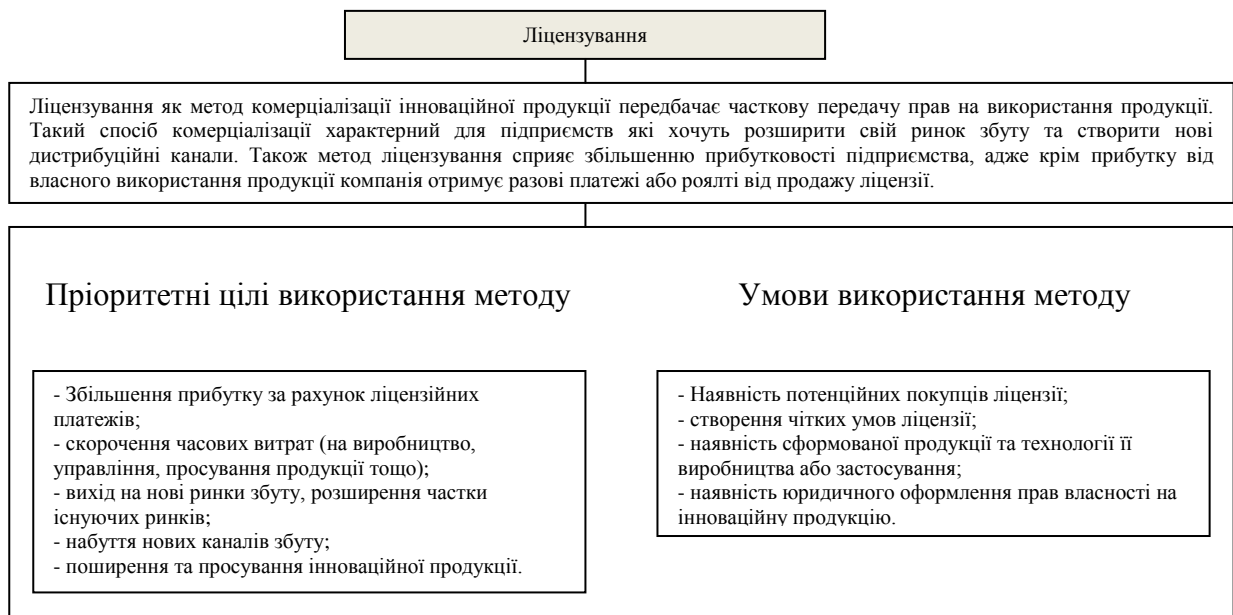 Ліцензування
Ліцензування як метод комерціалізації інноваційної продукції передбачає часткову передачу прав на використання продукції.
Такий спосіб комерціалізації характерний для підприємств які хочуть розширити свій ринок збуту та створити нові
дистрибуційні канали. Також метод ліцензування сприяє збільшенню прибутковості підприємства, адже крім прибутку від
власного використання продукції компанія отримує разові платежі або роялті від продажу ліцензії.
Пріоритетні цілі використання методу
- Збільшення прибутку за рахунок ліцензійних
платежів;
- скорочення часових витрат (на виробництво,
управління, просування продукції тощо);
- вихід на нові ринки збуту, розширення частки
існуючих ринків;
- набуття нових каналів збуту;
- поширення та просування інноваційної продукції.
Умови використання методу
- Наявність потенційних покупців ліцензії;
- створення чітких умов ліцензії;
- наявність сформованої продукції та технології її
виробництва або застосування;
- наявність юридичного оформлення прав власності на
інноваційну продукцію.